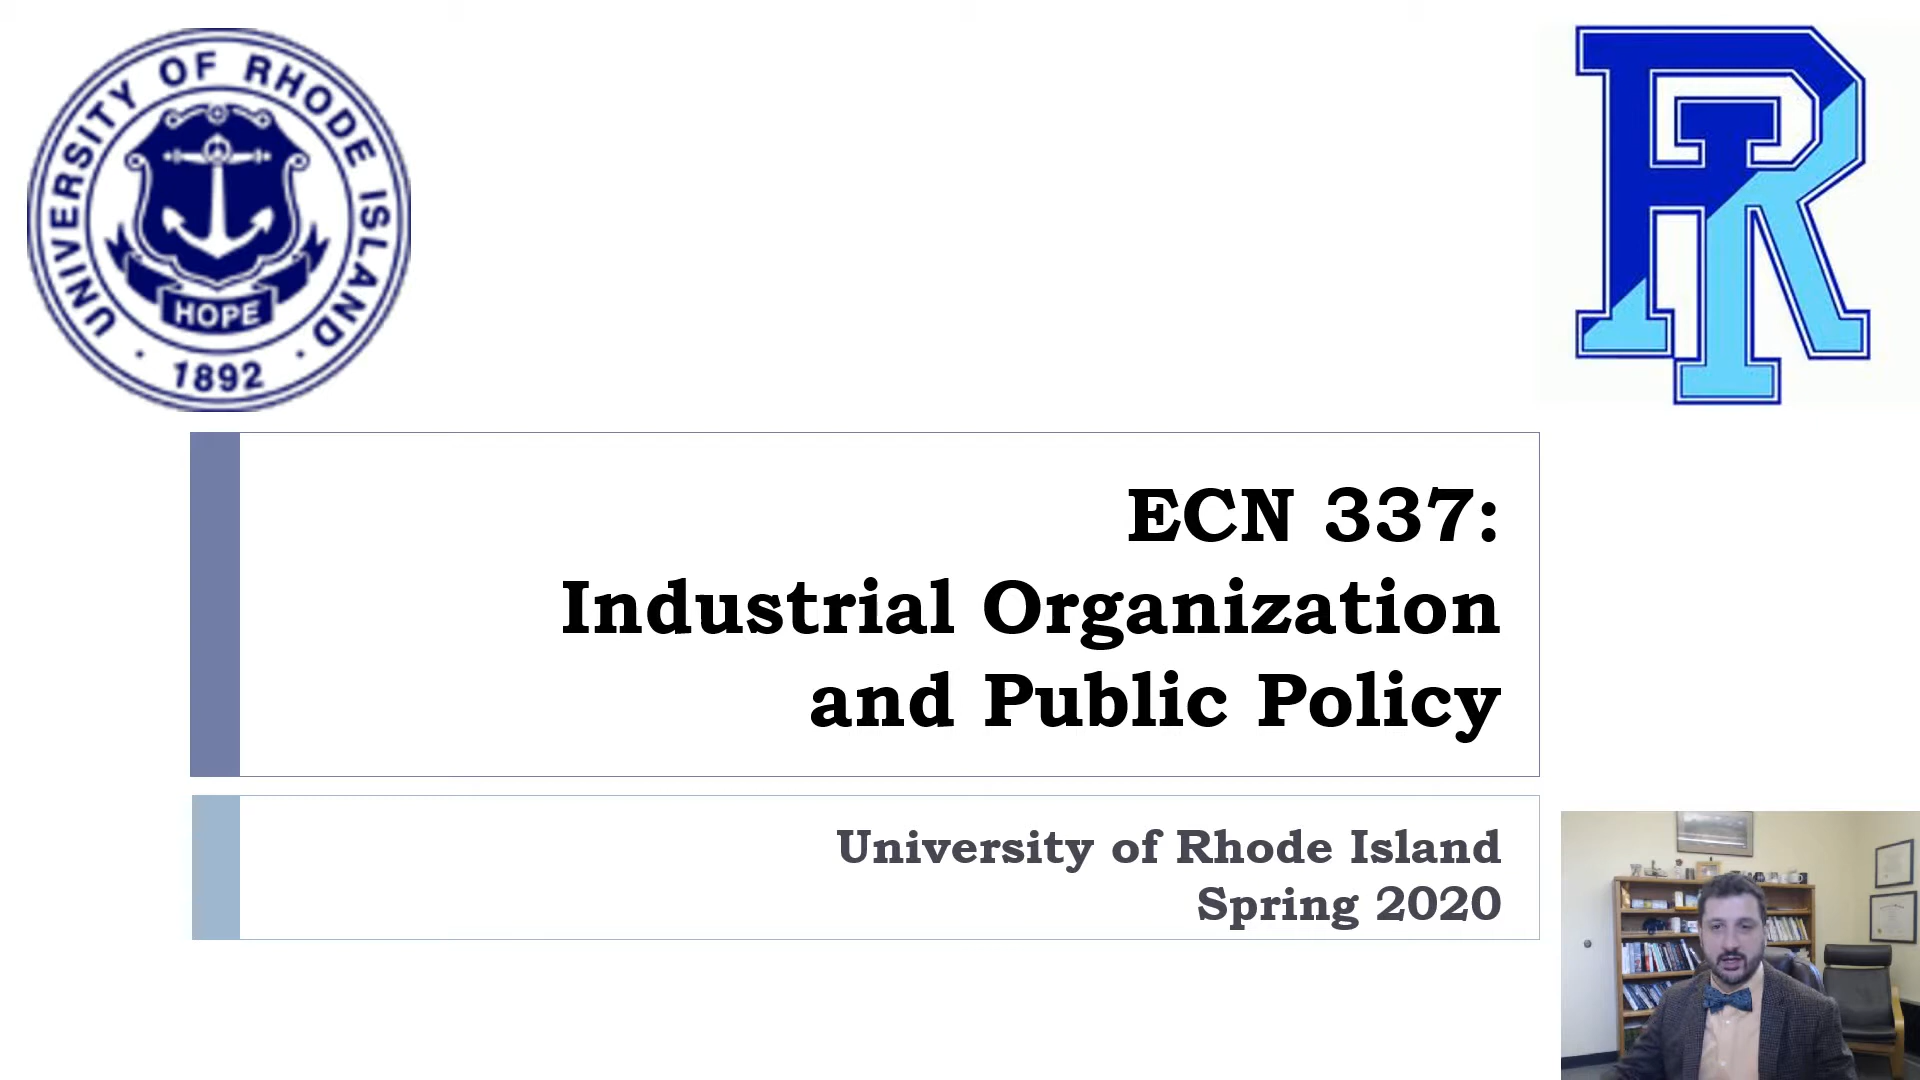 UNIVERSITY OF RHODE ISLAND
HOPE
1892
RI
ECN 337:
Industrial Organization
and Public Policy
University of Rhode Island
Spring 2020